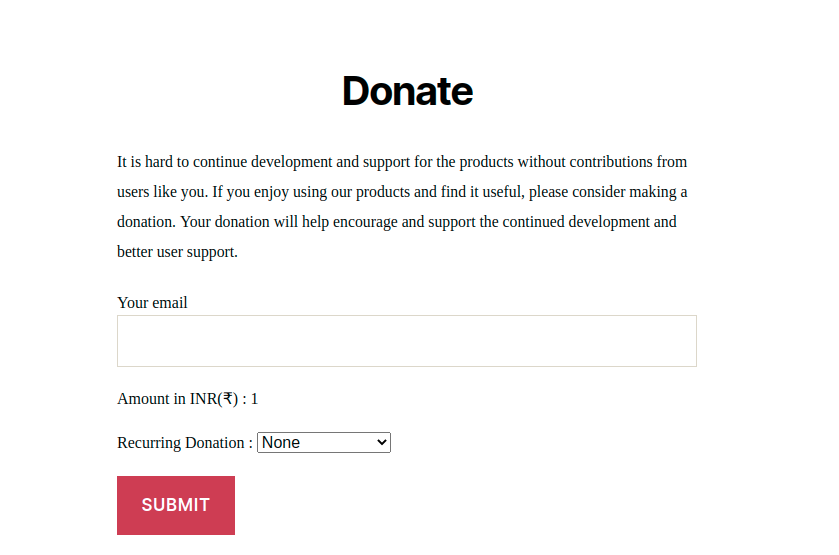 Donate
It is hard to continue development and support for the products without contributions from
users like you. If you enjoy using our products and find it useful, please consider making a
donation. Your donation will help encourage and support the continued development and
better user support.
Your email
Amount in INR(₹) : 1
Recurring Donation : None
SUBMIT